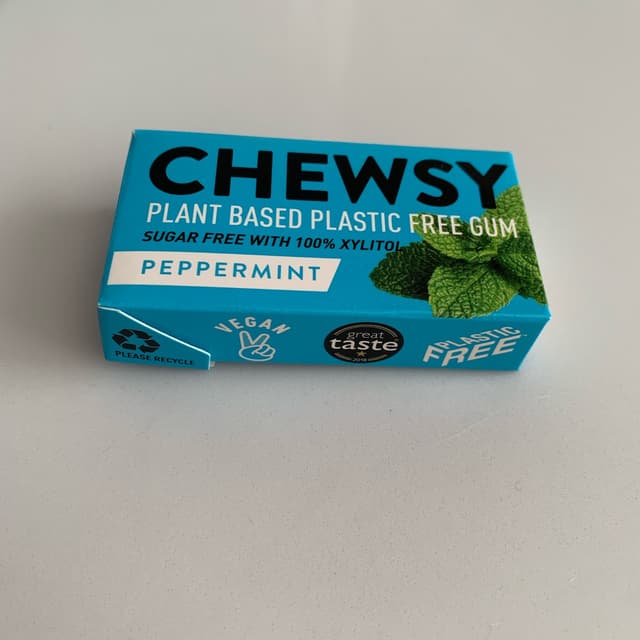 CHEWSY
PLANT BASED PLASTIC FREE GUM
SUGAR FREE WITH 100% XYLITOL
PEPPERMINT
PLEASE RECYCLE
VEGAN
great
taste
2018
PLASTIC
FREE